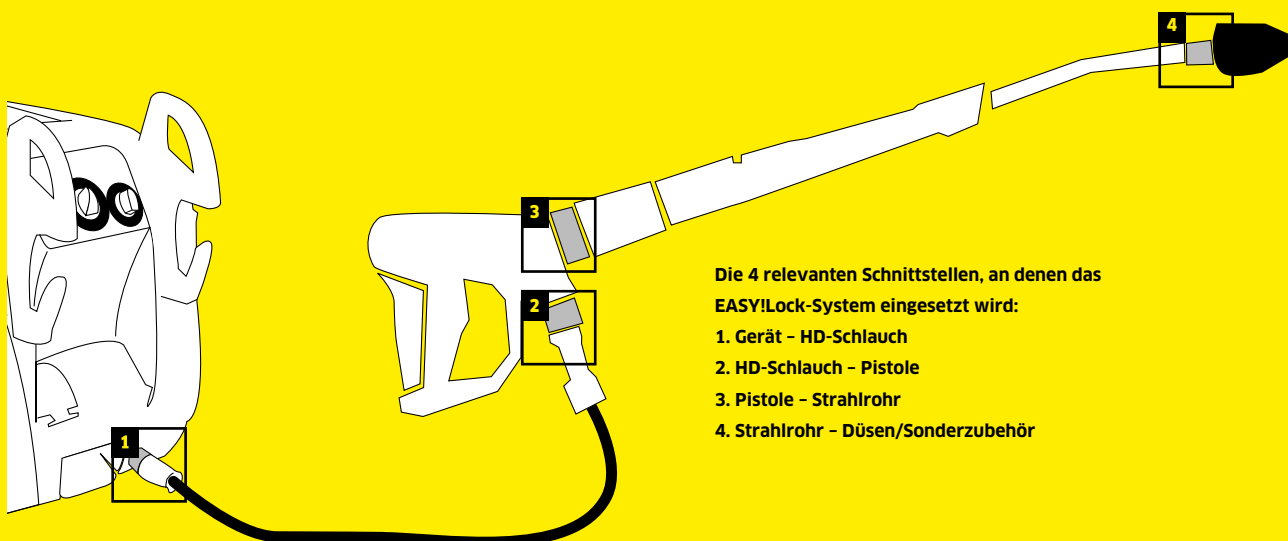 4
3
2
1
Die 4 relevanten Schnittstellen, an denen das
EASY!Lock-System eingesetzt wird:
1. Gerät – HD-Schlauch
2. HD-Schlauch – Pistole
3. Pistole – Strahlrohr
4. Strahlrohr – Düsen/Sonderzubehör